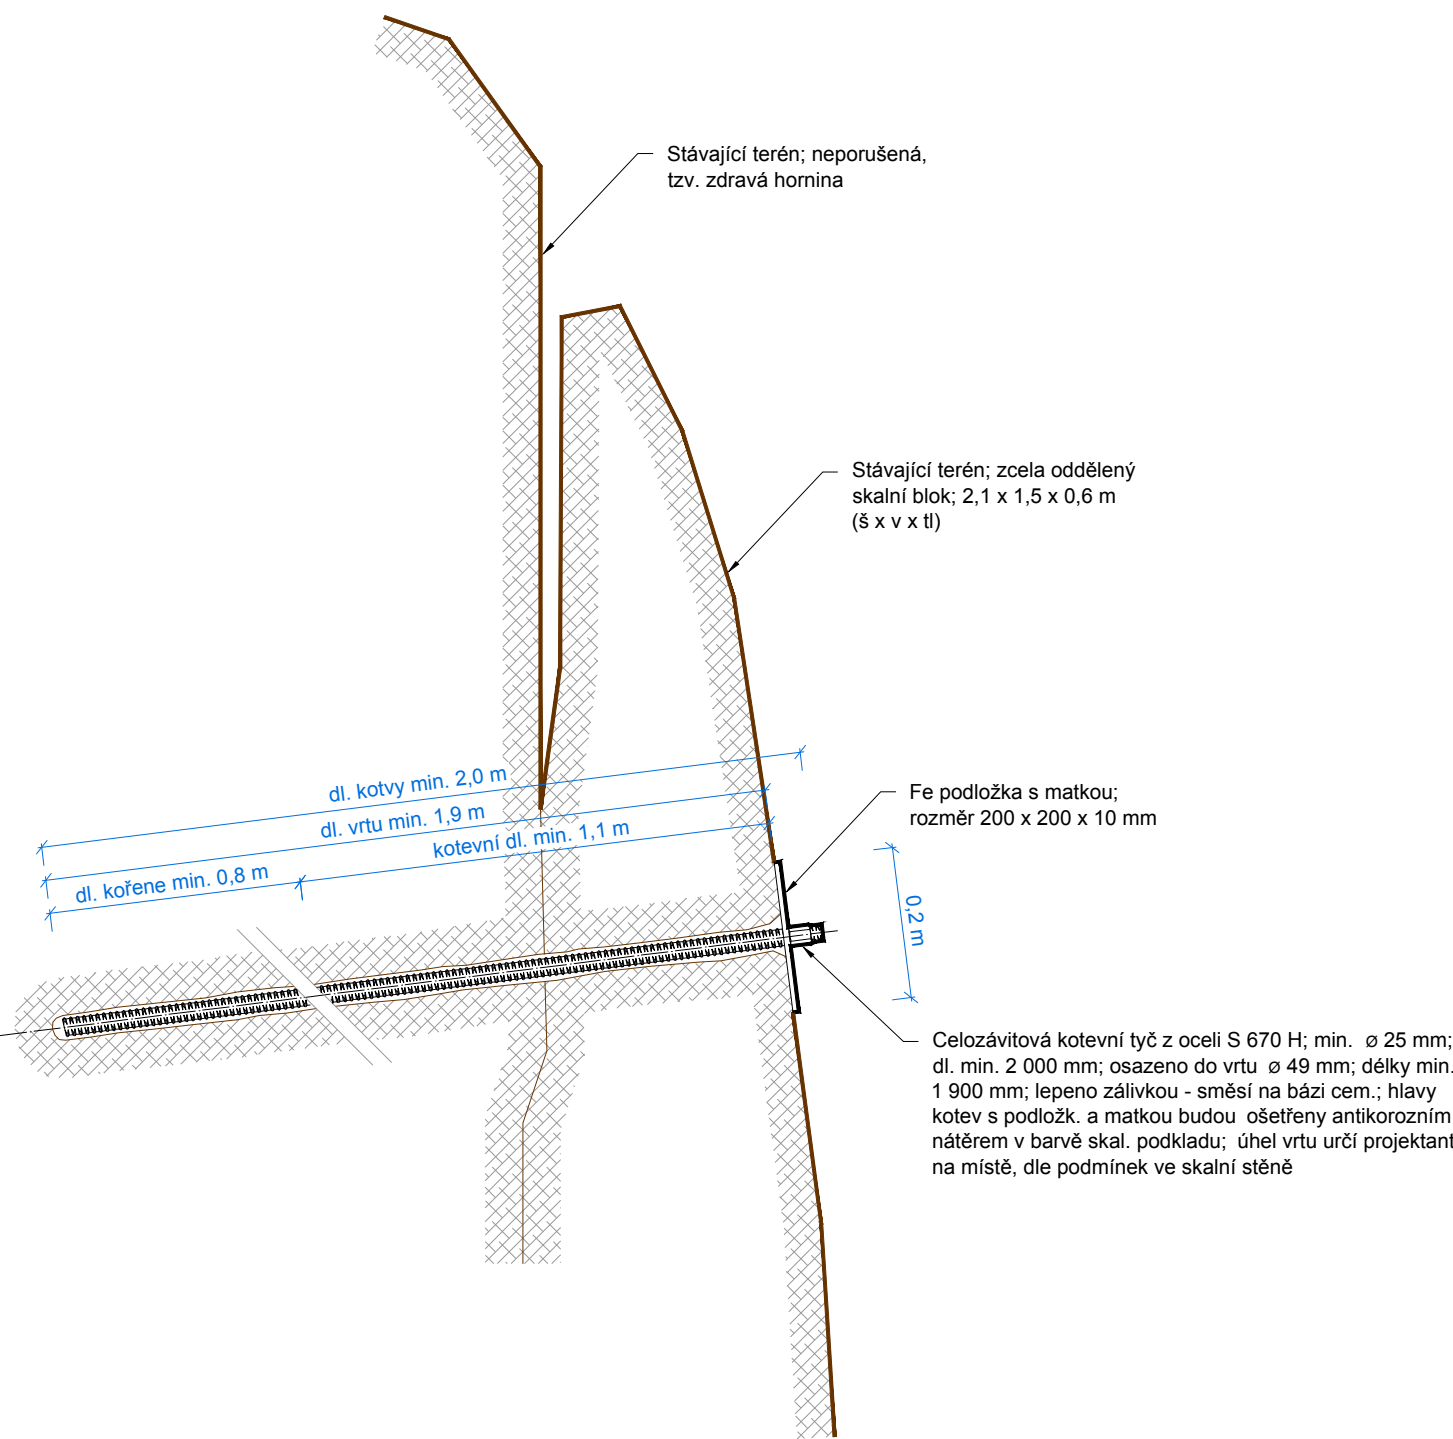 Stávající terén; neporušená,
tzv. zdravá hornina
Stávající terén; zcela oddělený
skalní blok; 2,1 x 1,5 x 0,6 m
(š x v x tl)
dl. kotvy min. 2,0 m
dl. vrtu min. 1,9 m
kotevní dl. min. 1,1 m
dl. kořene min. 0,8 m
Fe podložka s matkou;
rozměr 200 x 200 x 10 mm
0,2 m
Celozávitová kotevní tyč z oceli S 670 H; min. ø 25 mm;
dl. min. 2 000 mm; osazeno do vrtu ø 49 mm; délky min.
1 900 mm; lepeno zálivkou - směsí na bázi cem.; hlavy
kotev s podložk. a matkou budou ošetřeny antikorozním
nátěrem v barvě skal. podkladu; úhel vrtu určí projektant
na místě, dle podmínek ve skalní stěně